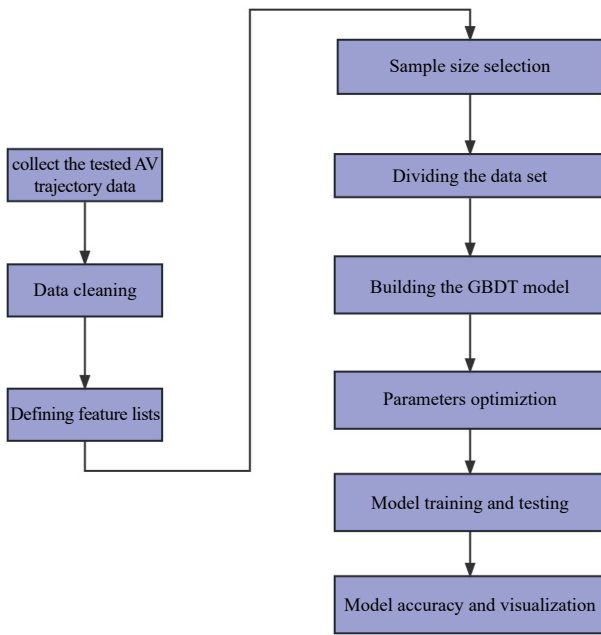 collect the tested AV
trajectory data
Data cleaning
Defining feature lists
Sample size selection
Dividing the data set
Building the GBDT model
Parameters optimiztion
Model training and testing
Model accuracy and visualization